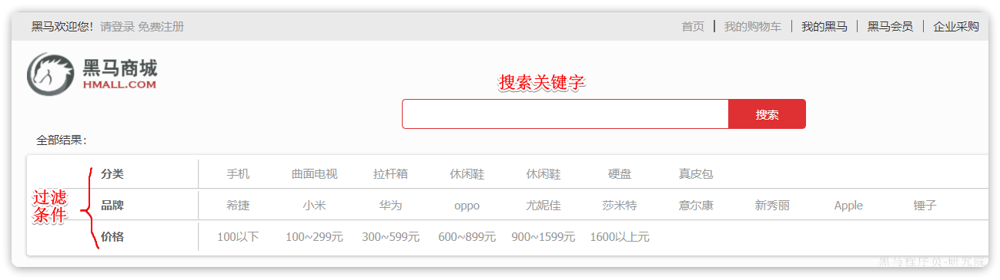 黑马欢迎您！请登录 免费注册 首页 我的购物车 我的黑马 黑马会员 企业采购
黑马商城
HMALL.COM
搜索关键字
搜索
全部结果：
过滤条件
分类 手机 曲面电视 拉杆箱 休闲鞋 休闲鞋 硬盘 真皮包
品牌 希捷 小米 华为 oppo 尤妮佳 莎米特 意尔康 新秀丽 Apple 锤子
价格 100以下 100~299元 300~599元 600~899元 900~1599元 1600以上元
黑马程序员-研究院